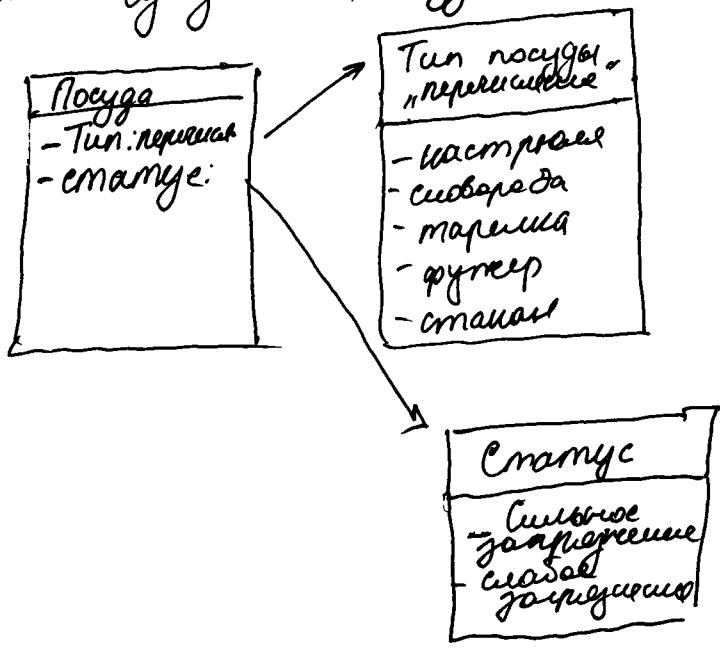 Посуда
- Тип: перечисл
- статус:
Тип посуды
„перечисление“
- кастрюля
- сковорода
- тарелка
- фужер
- стакан
Статус
- Сильное
загрязнение
- слабое
загрязнение